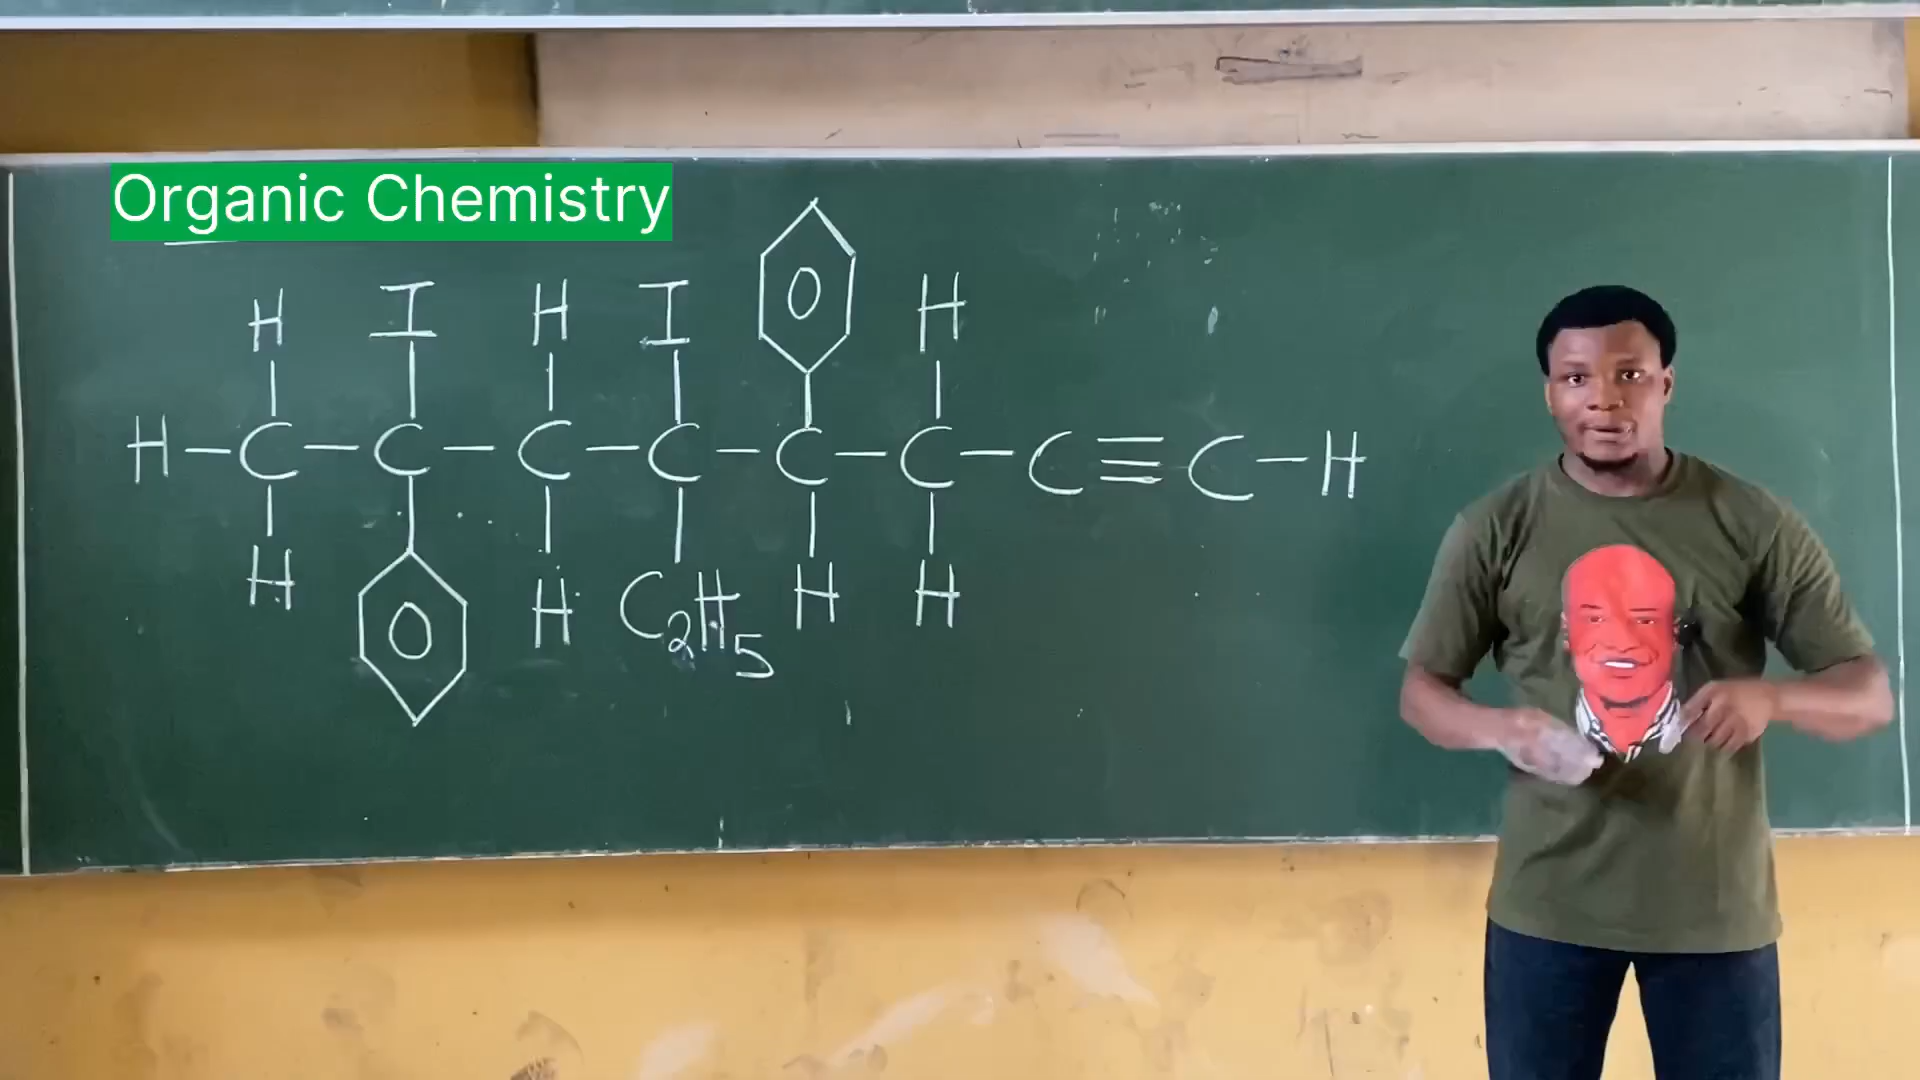 Organic Chemistry
H I H I H
H-C-C-C-C-C-C-C≡C-H
H H C₂H₅ H H